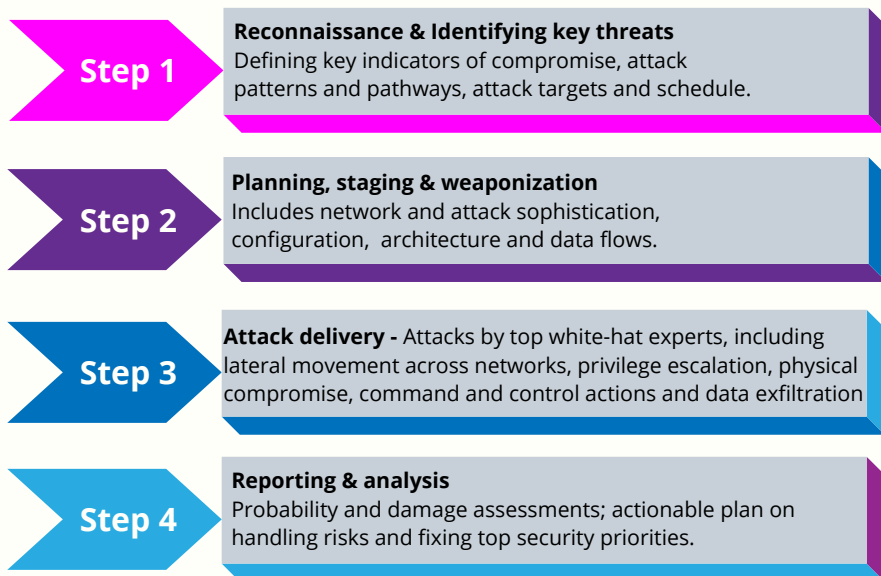 Step 1
Reconnaissance & Identifying key threats
Defining key indicators of compromise, attack
patterns and pathways, attack targets and schedule.
Step 2
Planning, staging & weaponization
Includes network and attack sophistication,
configuration, architecture and data flows.
Step 3
Attack delivery - Attacks by top white-hat experts, including
lateral movement across networks, privilege escalation, physical
compromise, command and control actions and data exfiltration
Step 4
Reporting & analysis
Probability and damage assessments; actionable plan on
handling risks and fixing top security priorities.